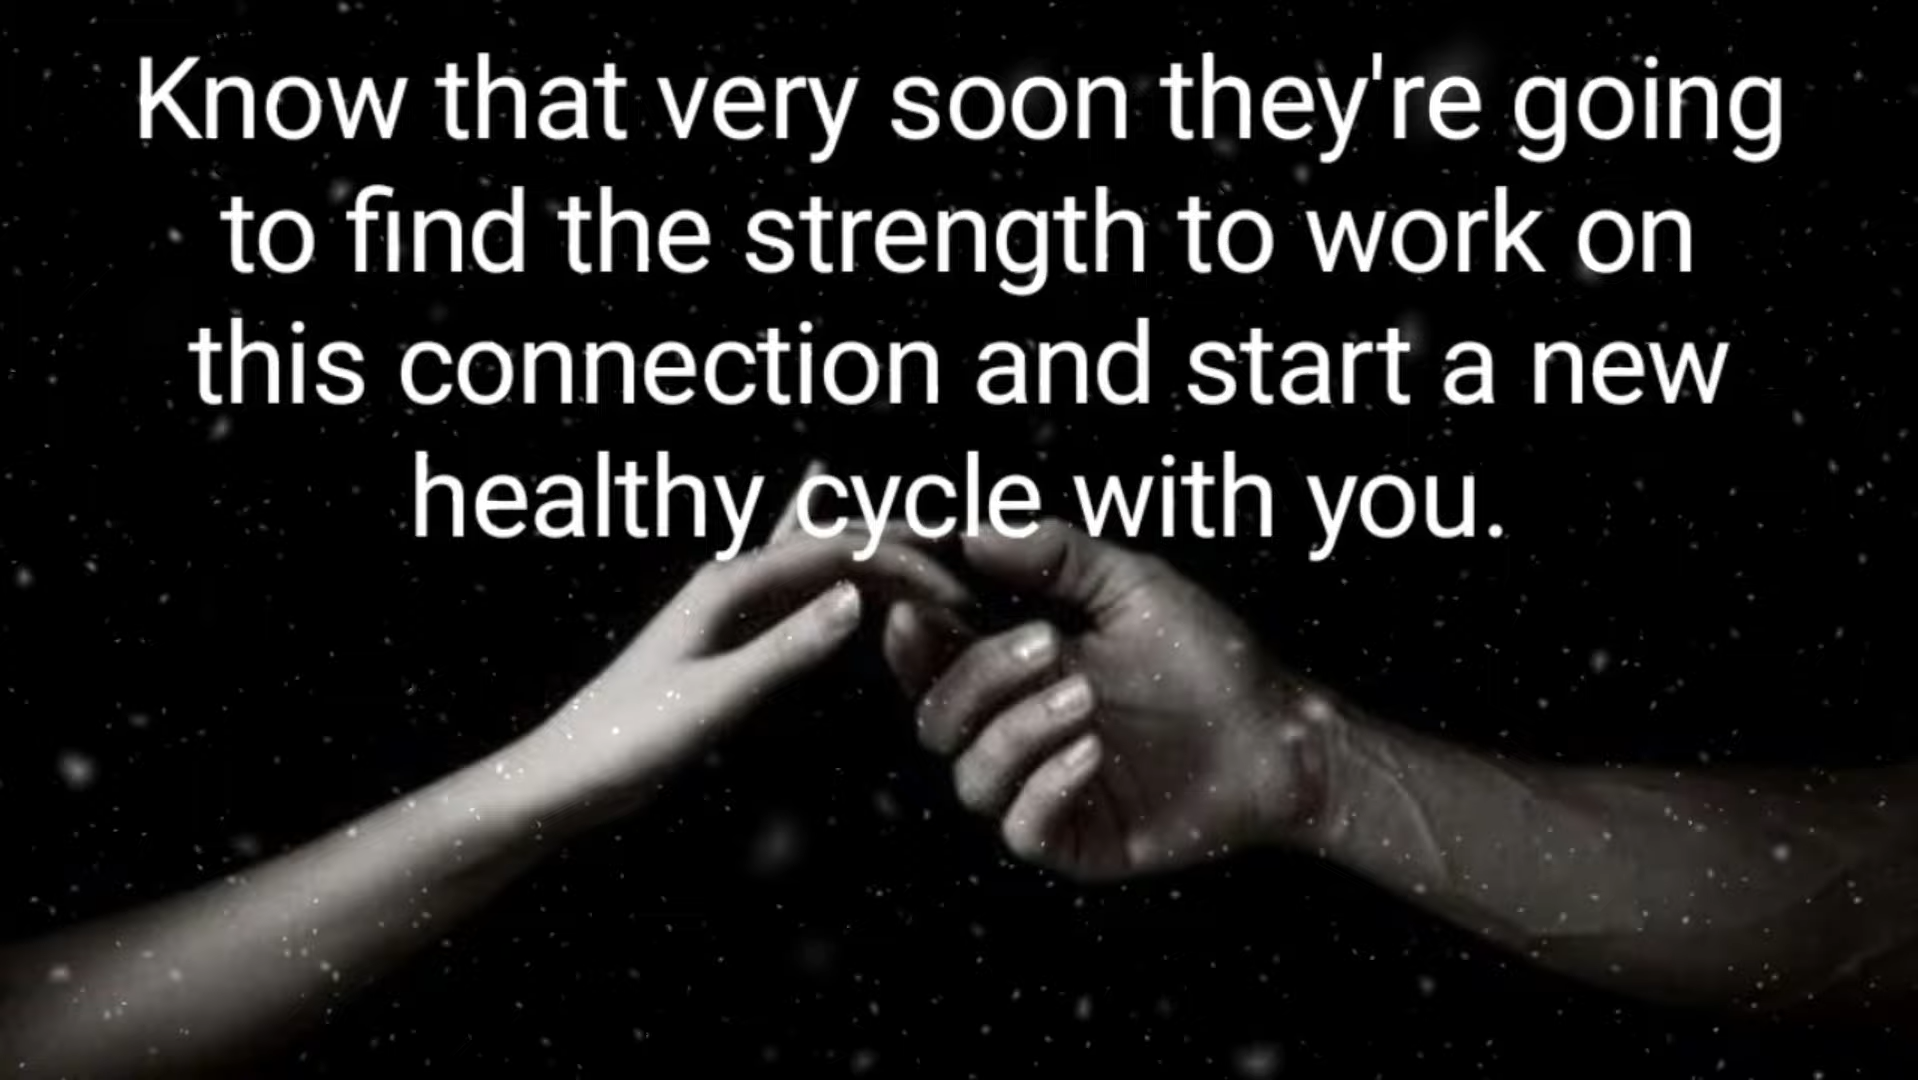 Know that very soon they're going
to find the strength to work on
this connection and start a new
healthy cycle with you.